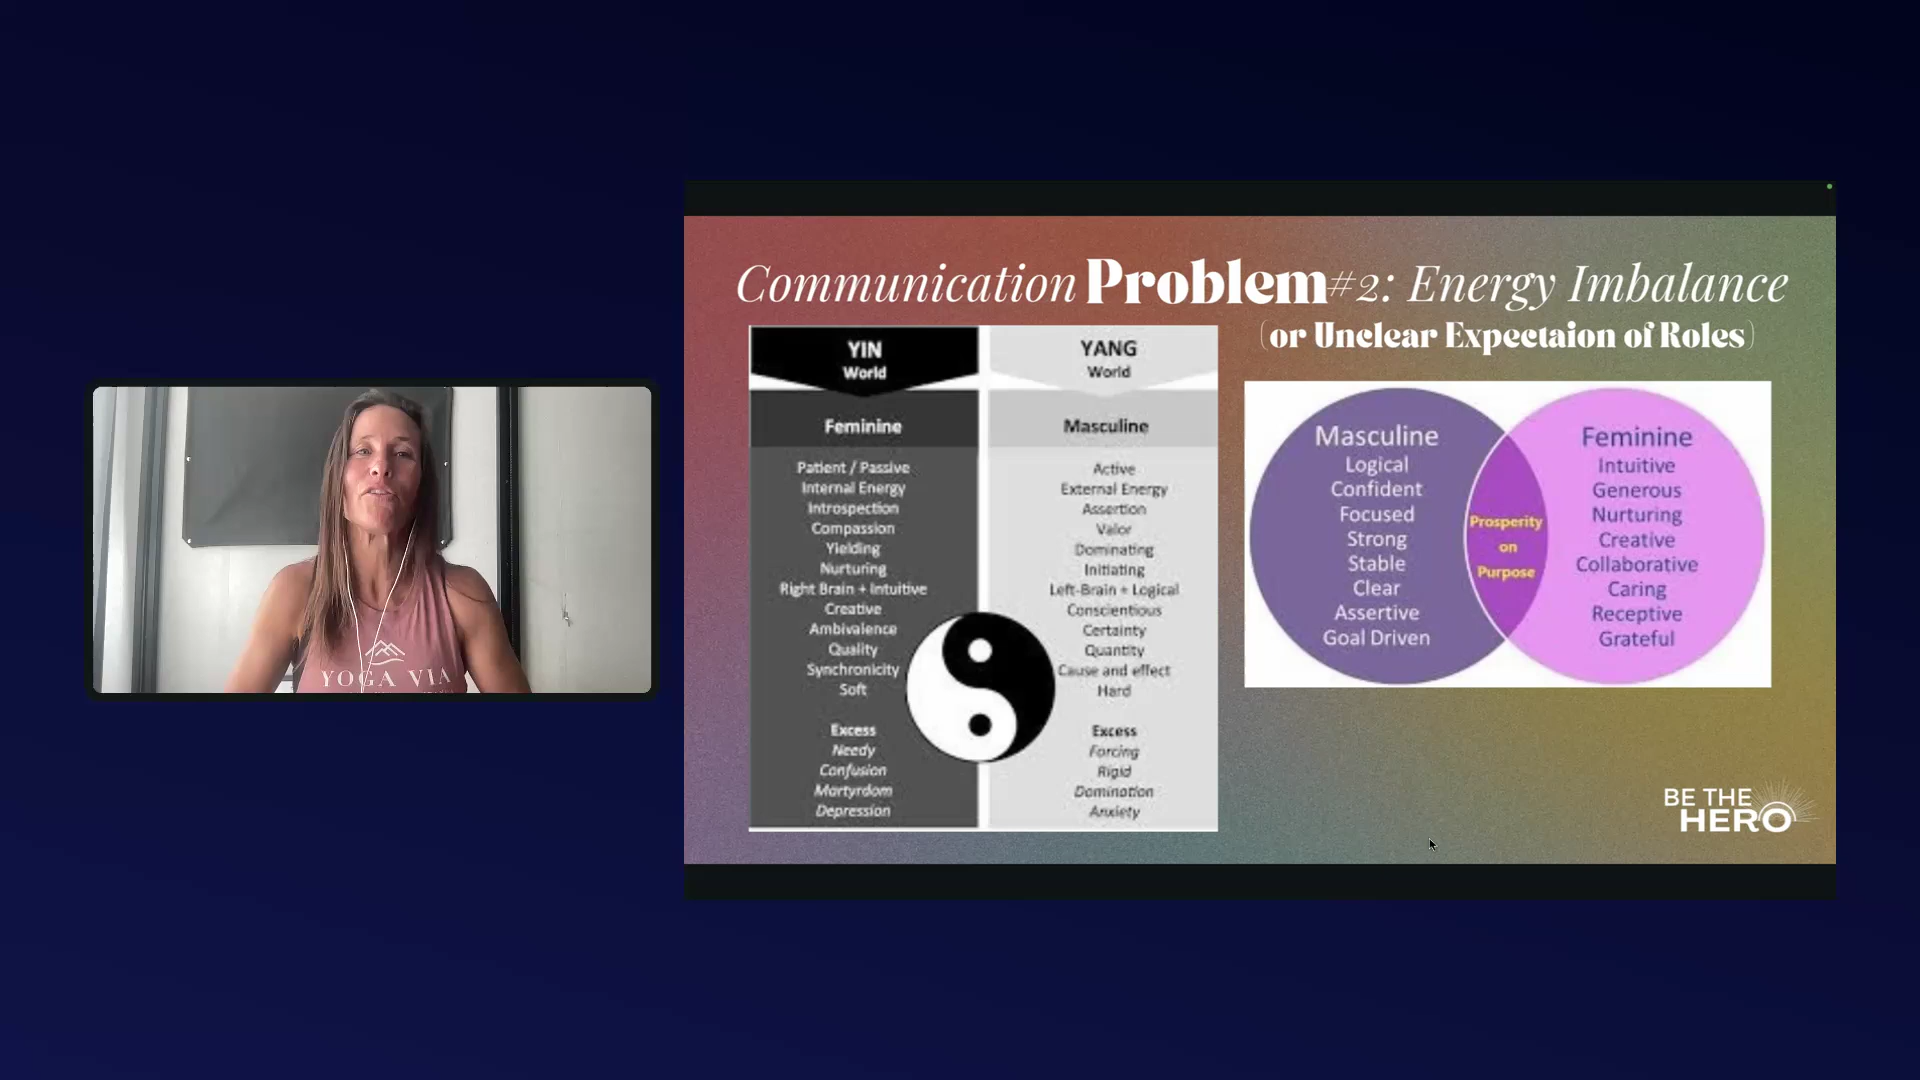 YOGA VIA
Communication Problem #2: Energy Imbalance
(or Unclear Expectaion of Roles)
YIN
World
Feminine
Patient / Passive
Internal Energy
Introspection
Compassion
Yielding
Nurturing
Right Brain + Intuitive
Creative
Ambivalence
Quality
Synchronicity
Soft
Excess
Needy
Confusion
Martyrdom
Depression
YANG
World
Masculine
Active
External Energy
Assertion
Valor
Dominating
Initiating
Left-Brain + Logical
Conscientious
Certainty
Quantity
Cause and effect
Hard
Excess
Forcing
Rigid
Domination
Anxiety
Masculine
Logical
Confident
Focused
Strong
Stable
Clear
Assertive
Goal Driven
Prosperity
on
Purpose
Feminine
Intuitive
Generous
Nurturing
Creative
Collaborative
Caring
Receptive
Grateful
BE THE
HERO